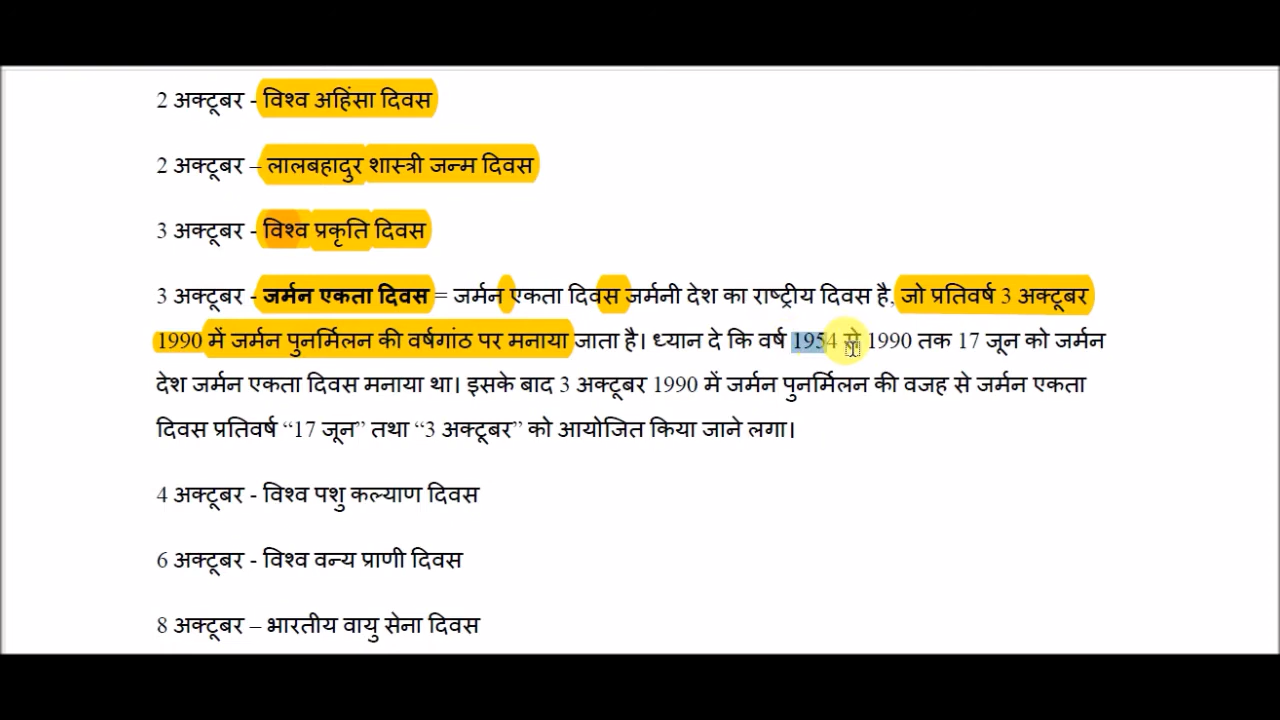 2 अक्टूबर - विश्व अहिंसा दिवस
2 अक्टूबर – लालबहादुर शास्त्री जन्म दिवस
3 अक्टूबर - विश्व प्रकृति दिवस
3 अक्टूबर - जर्मन एकता दिवस = जर्मन एकता दिवस जर्मनी देश का राष्ट्रीय दिवस है, जो प्रतिवर्ष 3 अक्टूबर
1990 में जर्मन पुनर्मिलन की वर्षगांठ पर मनाया जाता है। ध्यान दे कि वर्ष 1954 से 1990 तक 17 जून को जर्मन
देश जर्मन एकता दिवस मनाया था। इसके बाद 3 अक्टूबर 1990 में जर्मन पुनर्मिलन की वजह से जर्मन एकता
दिवस प्रतिवर्ष “17 जून” तथा “3 अक्टूबर” को आयोजित किया जाने लगा।
4 अक्टूबर - विश्व पशु कल्याण दिवस
6 अक्टूबर - विश्व वन्य प्राणी दिवस
8 अक्टूबर – भारतीय वायु सेना दिवस